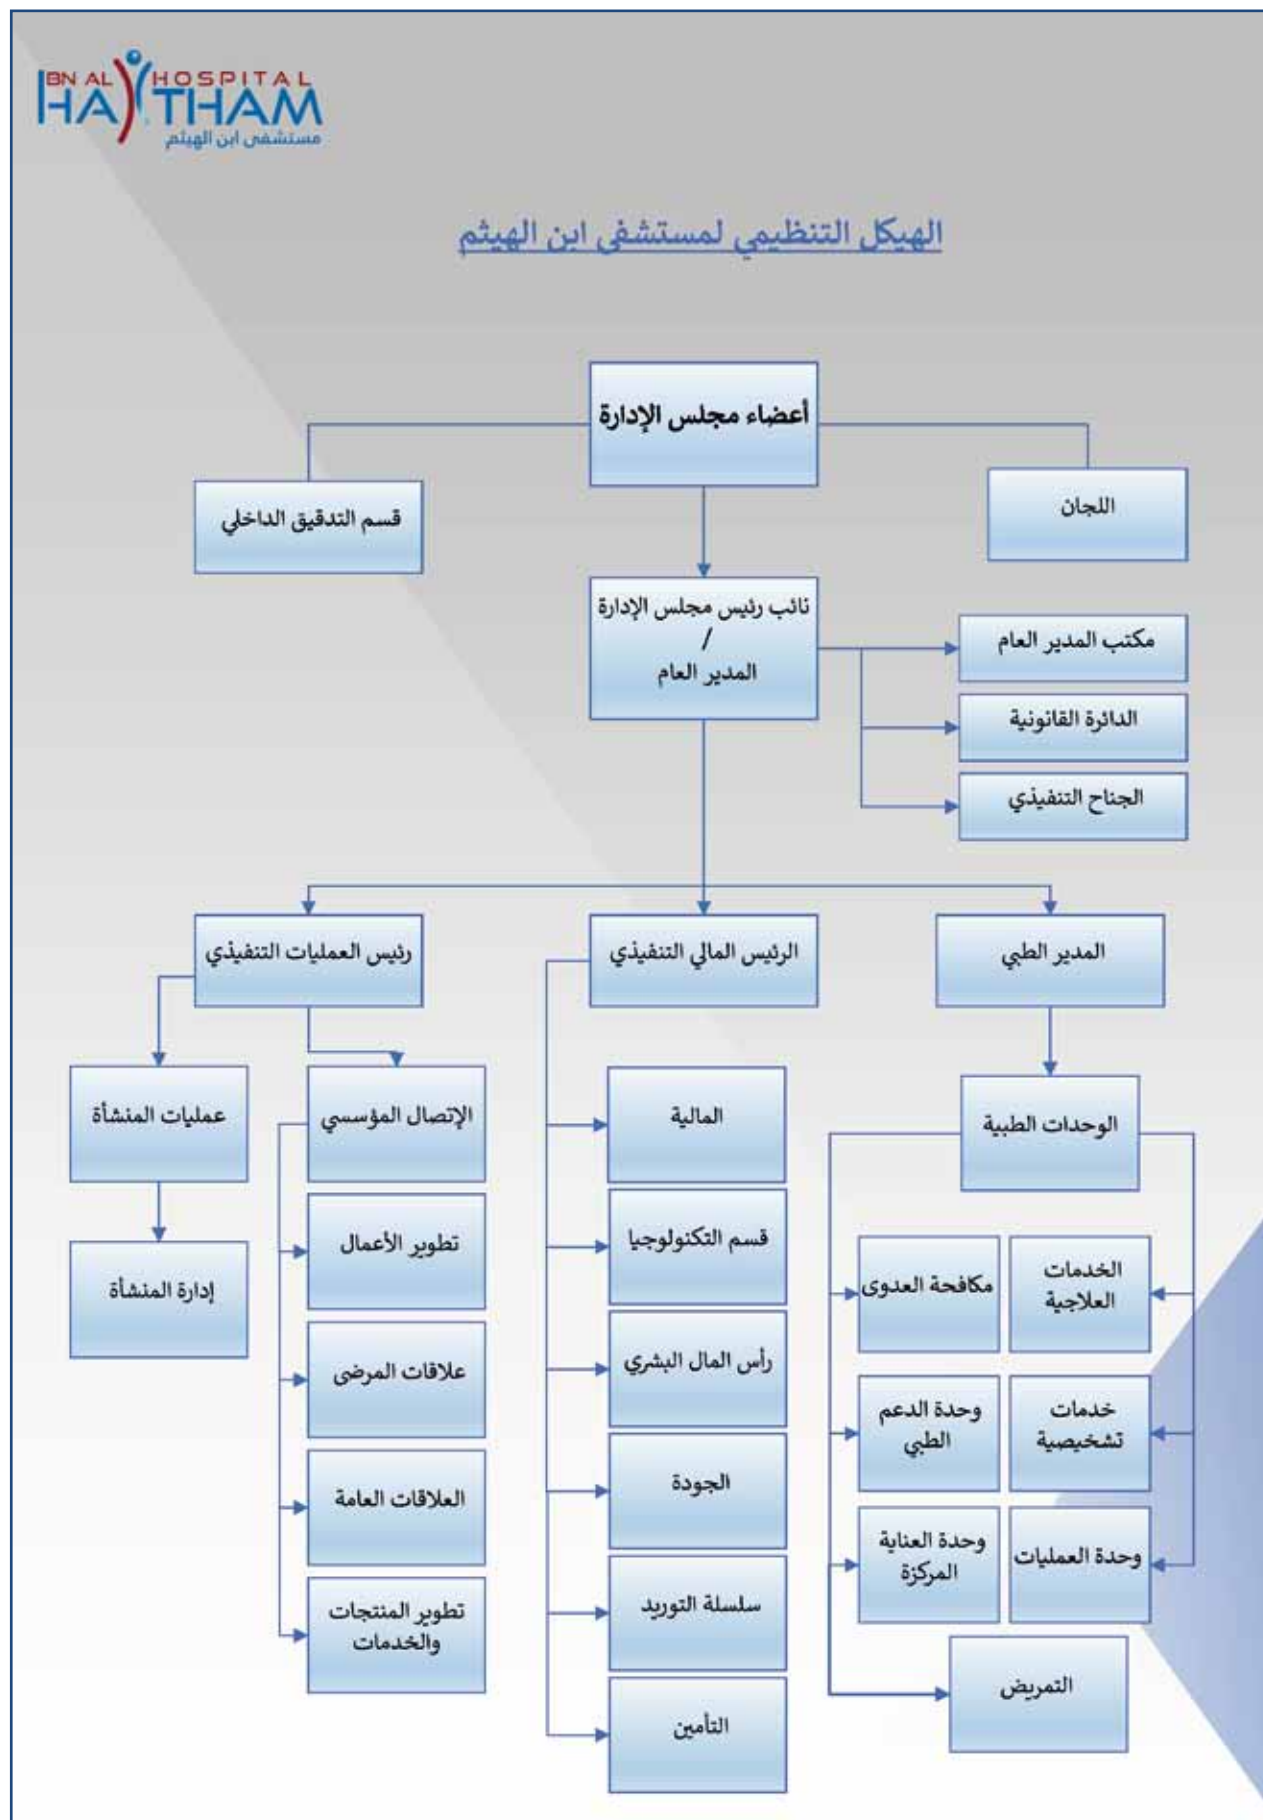 IBN AL HOSPITAL
HAYTHAM
مستشفى ابن الهيثم
الهيكل التنظيمي لمستشفى ابن الهيثم
أعضاء مجلس الإدارة
اللجان
قسم التدقيق الداخلي
نائب رئيس مجلس الإدارة
/
المدير العام
مكتب المدير العام
الدائرة القانونية
الجناح التنفيذي
المدير الطبي
الرئيس المالي التنفيذي
رئيس العمليات التنفيذي
الوحدات الطبية
الخدمات
العلاجية
مكافحة العدوى
خدمات
تشخيصية
وحدة الدعم
الطبي
وحدة العمليات
وحدة العناية
المركزة
التمريض
المالية
قسم التكنولوجيا
رأس المال البشري
الجودة
سلسلة التوريد
التأمين
الإتصال المؤسسي
تطوير الأعمال
علاقات المرضى
العلاقات العامة
تطوير المنتجات
والخدمات
عمليات المنشأة
إدارة المنشأة